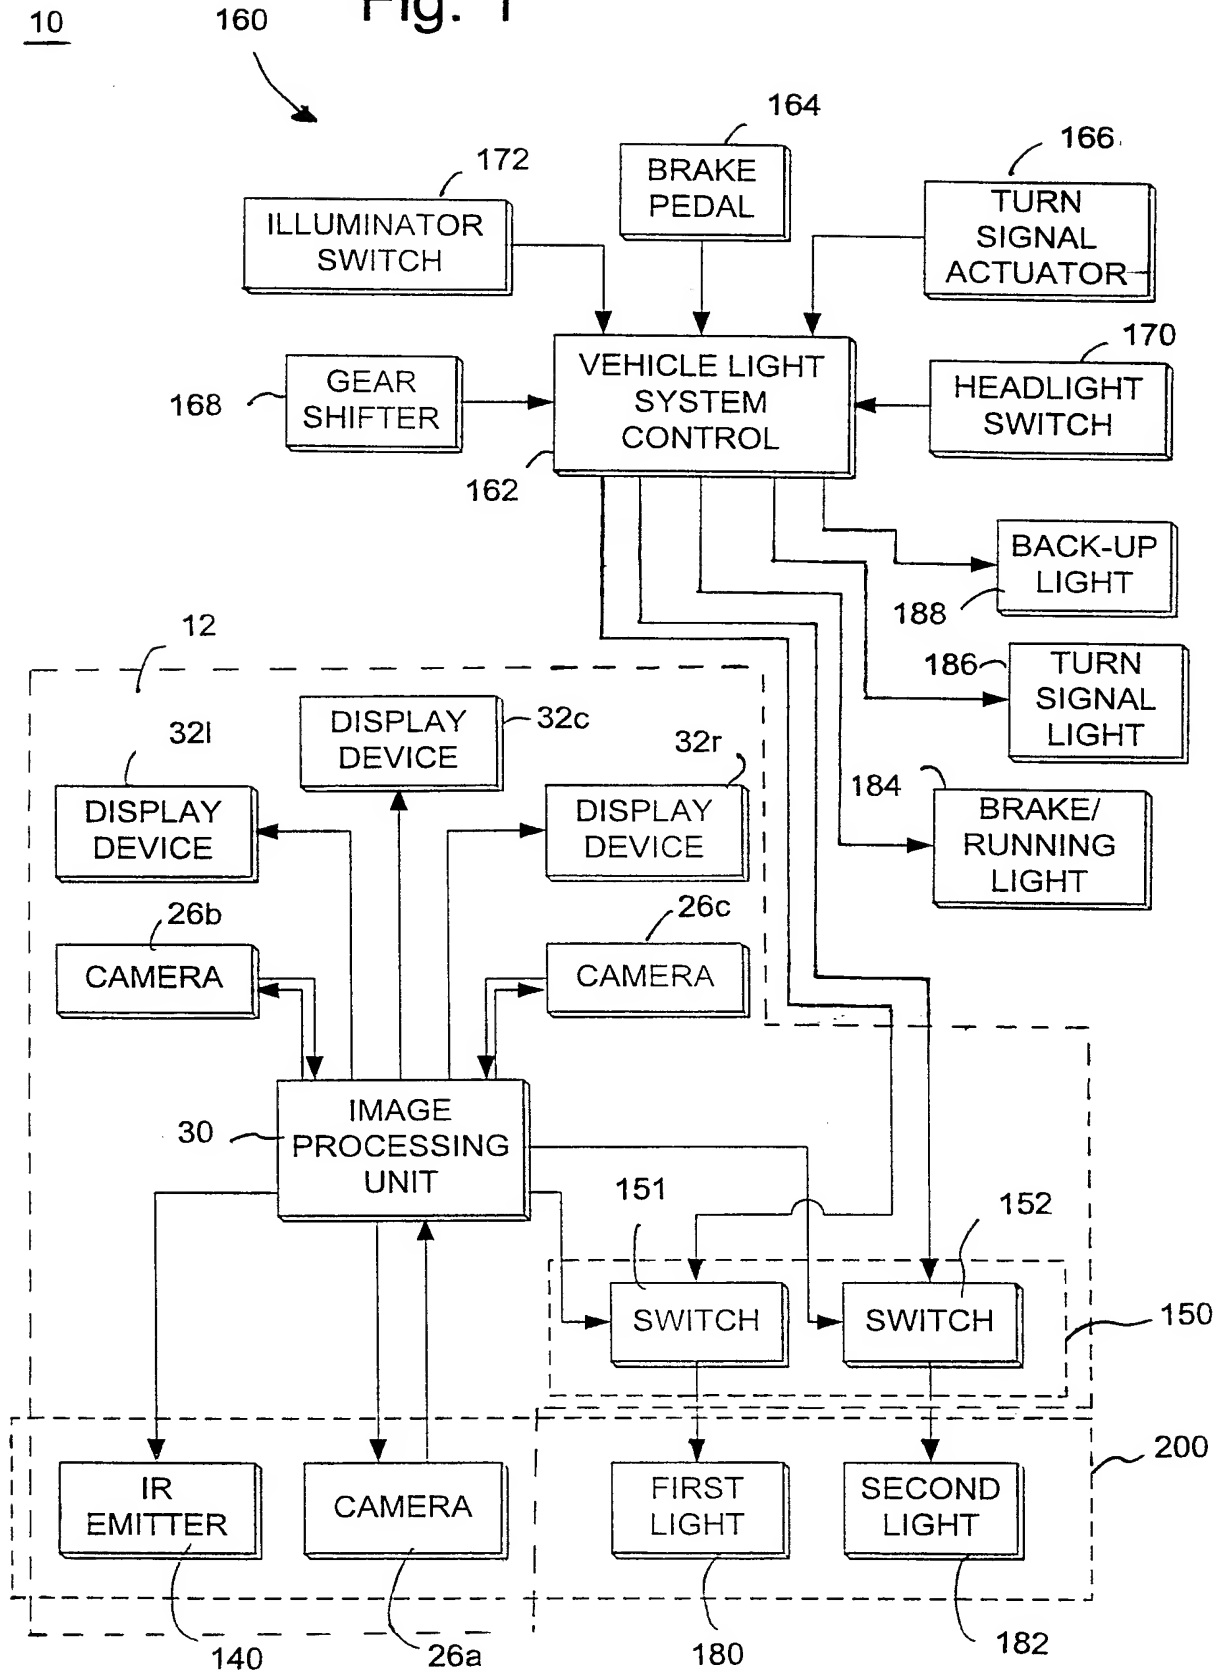 Fig. 1
10
160
164
BRAKE
PEDAL
166
TURN
SIGNAL
ACTUATOR
172
ILLUMINATOR
SWITCH
170
HEADLIGHT
SWITCH
168
GEAR
SHIFTER
VEHICLE LIGHT
SYSTEM
CONTROL
162
BACK-UP
LIGHT
188
12
186
TURN
SIGNAL
LIGHT
DISPLAY
DEVICE
32c
32l
DISPLAY
DEVICE
32r
DISPLAY
DEVICE
184
BRAKE/
RUNNING
LIGHT
26b
CAMERA
26c
CAMERA
30
IMAGE
PROCESSING
UNIT
151
152
SWITCH
SWITCH
150
200
IR
EMITTER
CAMERA
FIRST
LIGHT
SECOND
LIGHT
140
26a
180
182